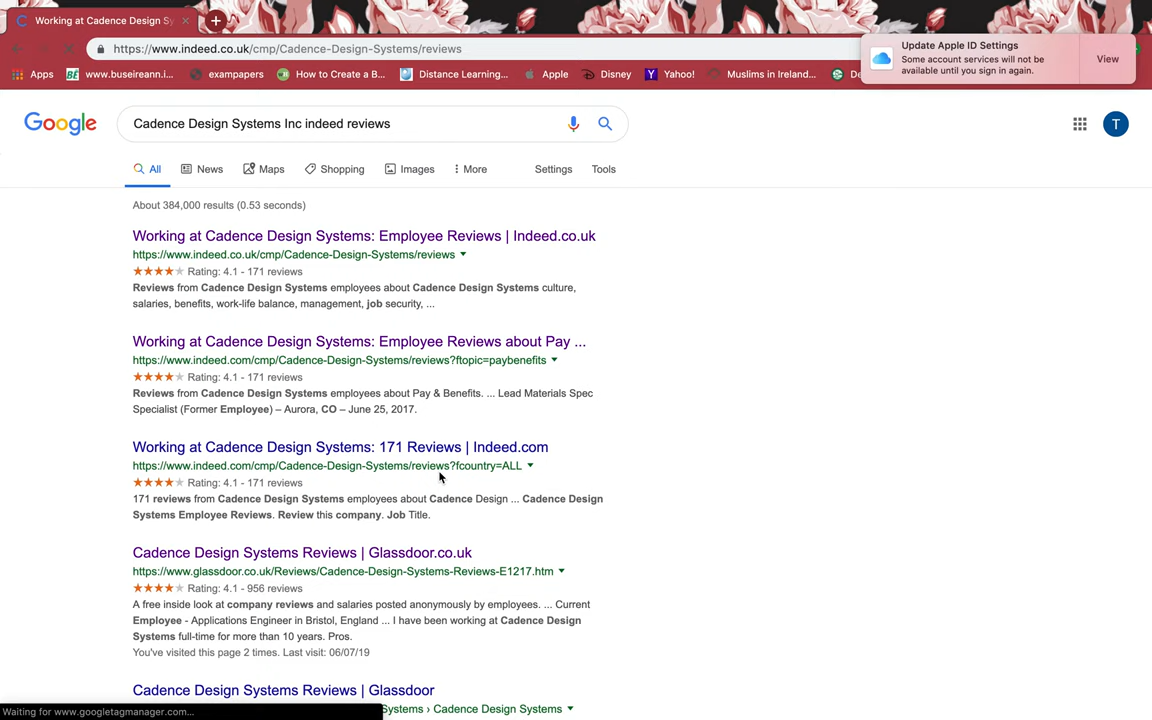 Working at Cadence Design Sy
https://www.indeed.co.uk/cmp/Cadence-Design-Systems/reviews
Update Apple ID Settings
Some account services will not be
available until you sign in again.
View
Apps
www.buseireann.i...
exampapers
How to Create a B...
Distance Learning...
Apple
Disney
Yahoo!
Muslims in Ireland...
De
Google
Cadence Design Systems Inc indeed reviews
T
All
News
Maps
Shopping
Images
More
Settings
Tools
About 384,000 results (0.53 seconds)
Working at Cadence Design Systems: Employee Reviews | Indeed.co.uk
https://www.indeed.co.uk/cmp/Cadence-Design-Systems/reviews
Rating: 4.1 - 171 reviews
Reviews from Cadence Design Systems employees about Cadence Design Systems culture,
salaries, benefits, work-life balance, management, job security, ...
Working at Cadence Design Systems: Employee Reviews about Pay ...
https://www.indeed.com/cmp/Cadence-Design-Systems/reviews?ftopic=paybenefits
Rating: 4.1 - 171 reviews
Reviews from Cadence Design Systems employees about Pay & Benefits. ... Lead Materials Spec
Specialist (Former Employee) – Aurora, CO – June 25, 2017.
Working at Cadence Design Systems: 171 Reviews | Indeed.com
https://www.indeed.com/cmp/Cadence-Design-Systems/reviews?fcountry=ALL
Rating: 4.1 - 171 reviews
171 reviews from Cadence Design Systems employees about Cadence Design ... Cadence Design
Systems Employee Reviews. Review this company. Job Title.
Cadence Design Systems Reviews | Glassdoor.co.uk
https://www.glassdoor.co.uk/Reviews/Cadence-Design-Systems-Reviews-E1217.htm
Rating: 4.1 - 956 reviews
A free inside look at company reviews and salaries posted anonymously by employees. ... Current
Employee - Applications Engineer in Bristol, England ... I have been working at Cadence Design
Systems full-time for more than 10 years. Pros.
You've visited this page 2 times. Last visit: 06/07/19
Cadence Design Systems Reviews | Glassdoor
Systems › Cadence Design Systems
Waiting for www.googletagmanager.com...